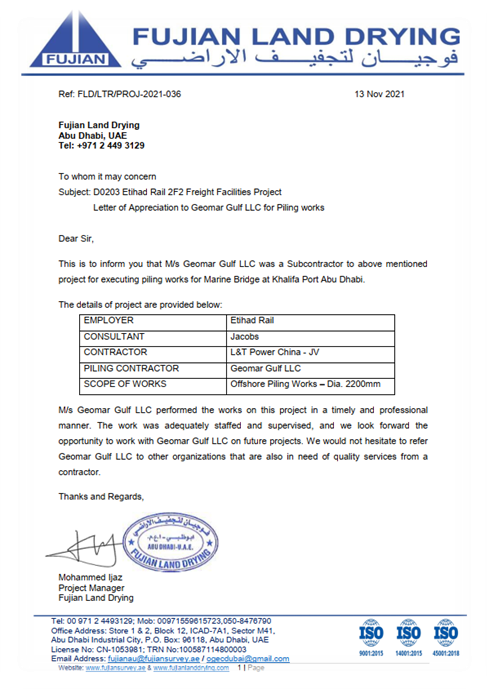 FUJIAN
FUJIAN LAND DRYING
فوجيان لتجفيف الاراضي
Ref: FLD/LTR/PROJ-2021-036
13 Nov 2021
Fujian Land Drying
Abu Dhabi, UAE
Tel: +971 2 449 3129
To whom it may concern
Subject: D0203 Etihad Rail 2F2 Freight Facilities Project
Letter of Appreciation to Geomar Gulf LLC for Piling works
Dear Sir,
This is to inform you that M/s Geomar Gulf LLC was a Subcontractor to above mentioned
project for executing piling works for Marine Bridge at Khalifa Port Abu Dhabi.
The details of project are provided below:
EMPLOYER Etihad Rail
CONSULTANT Jacobs
CONTRACTOR L&T Power China - JV
PILING CONTRACTOR Geomar Gulf LLC
SCOPE OF WORKS Offshore Piling Works – Dia. 2200mm
M/s Geomar Gulf LLC performed the works on this project in a timely and professional
manner. The work was adequately staffed and supervised, and we look forward the
opportunity to work with Geomar Gulf LLC on future projects. We would not hesitate to refer
Geomar Gulf LLC to other organizations that are also in need of quality services from a
contractor.
Thanks and Regards,
فوجيان لتجفيف الاراضي
أبوظبي - ا.ع.م.
ABU DHABI-U.A.E.
FUJIAN LAND DRYING
Mohammed Ijaz
Project Manager
Fujian Land Drying
Tel: 00 971 2 4493129; Mob: 00971559615723,050-8476790
Office Address: Store 1 & 2, Block 12, ICAD-7A1, Sector M41,
Abu Dhabi Industrial City, P.O. Box: 96118, Abu Dhabi, UAE
License No: CN-1053981; TRN No:100587114800003
Email Address: fujianau@fujiansurvey.ae / ogecdubai@gmail.com
Website: www.fujiansurvey.ae & www.fujianlanddrying.com 1 | Page
ISO ISO ISO
9001:2015 14001:2015 45001:2018